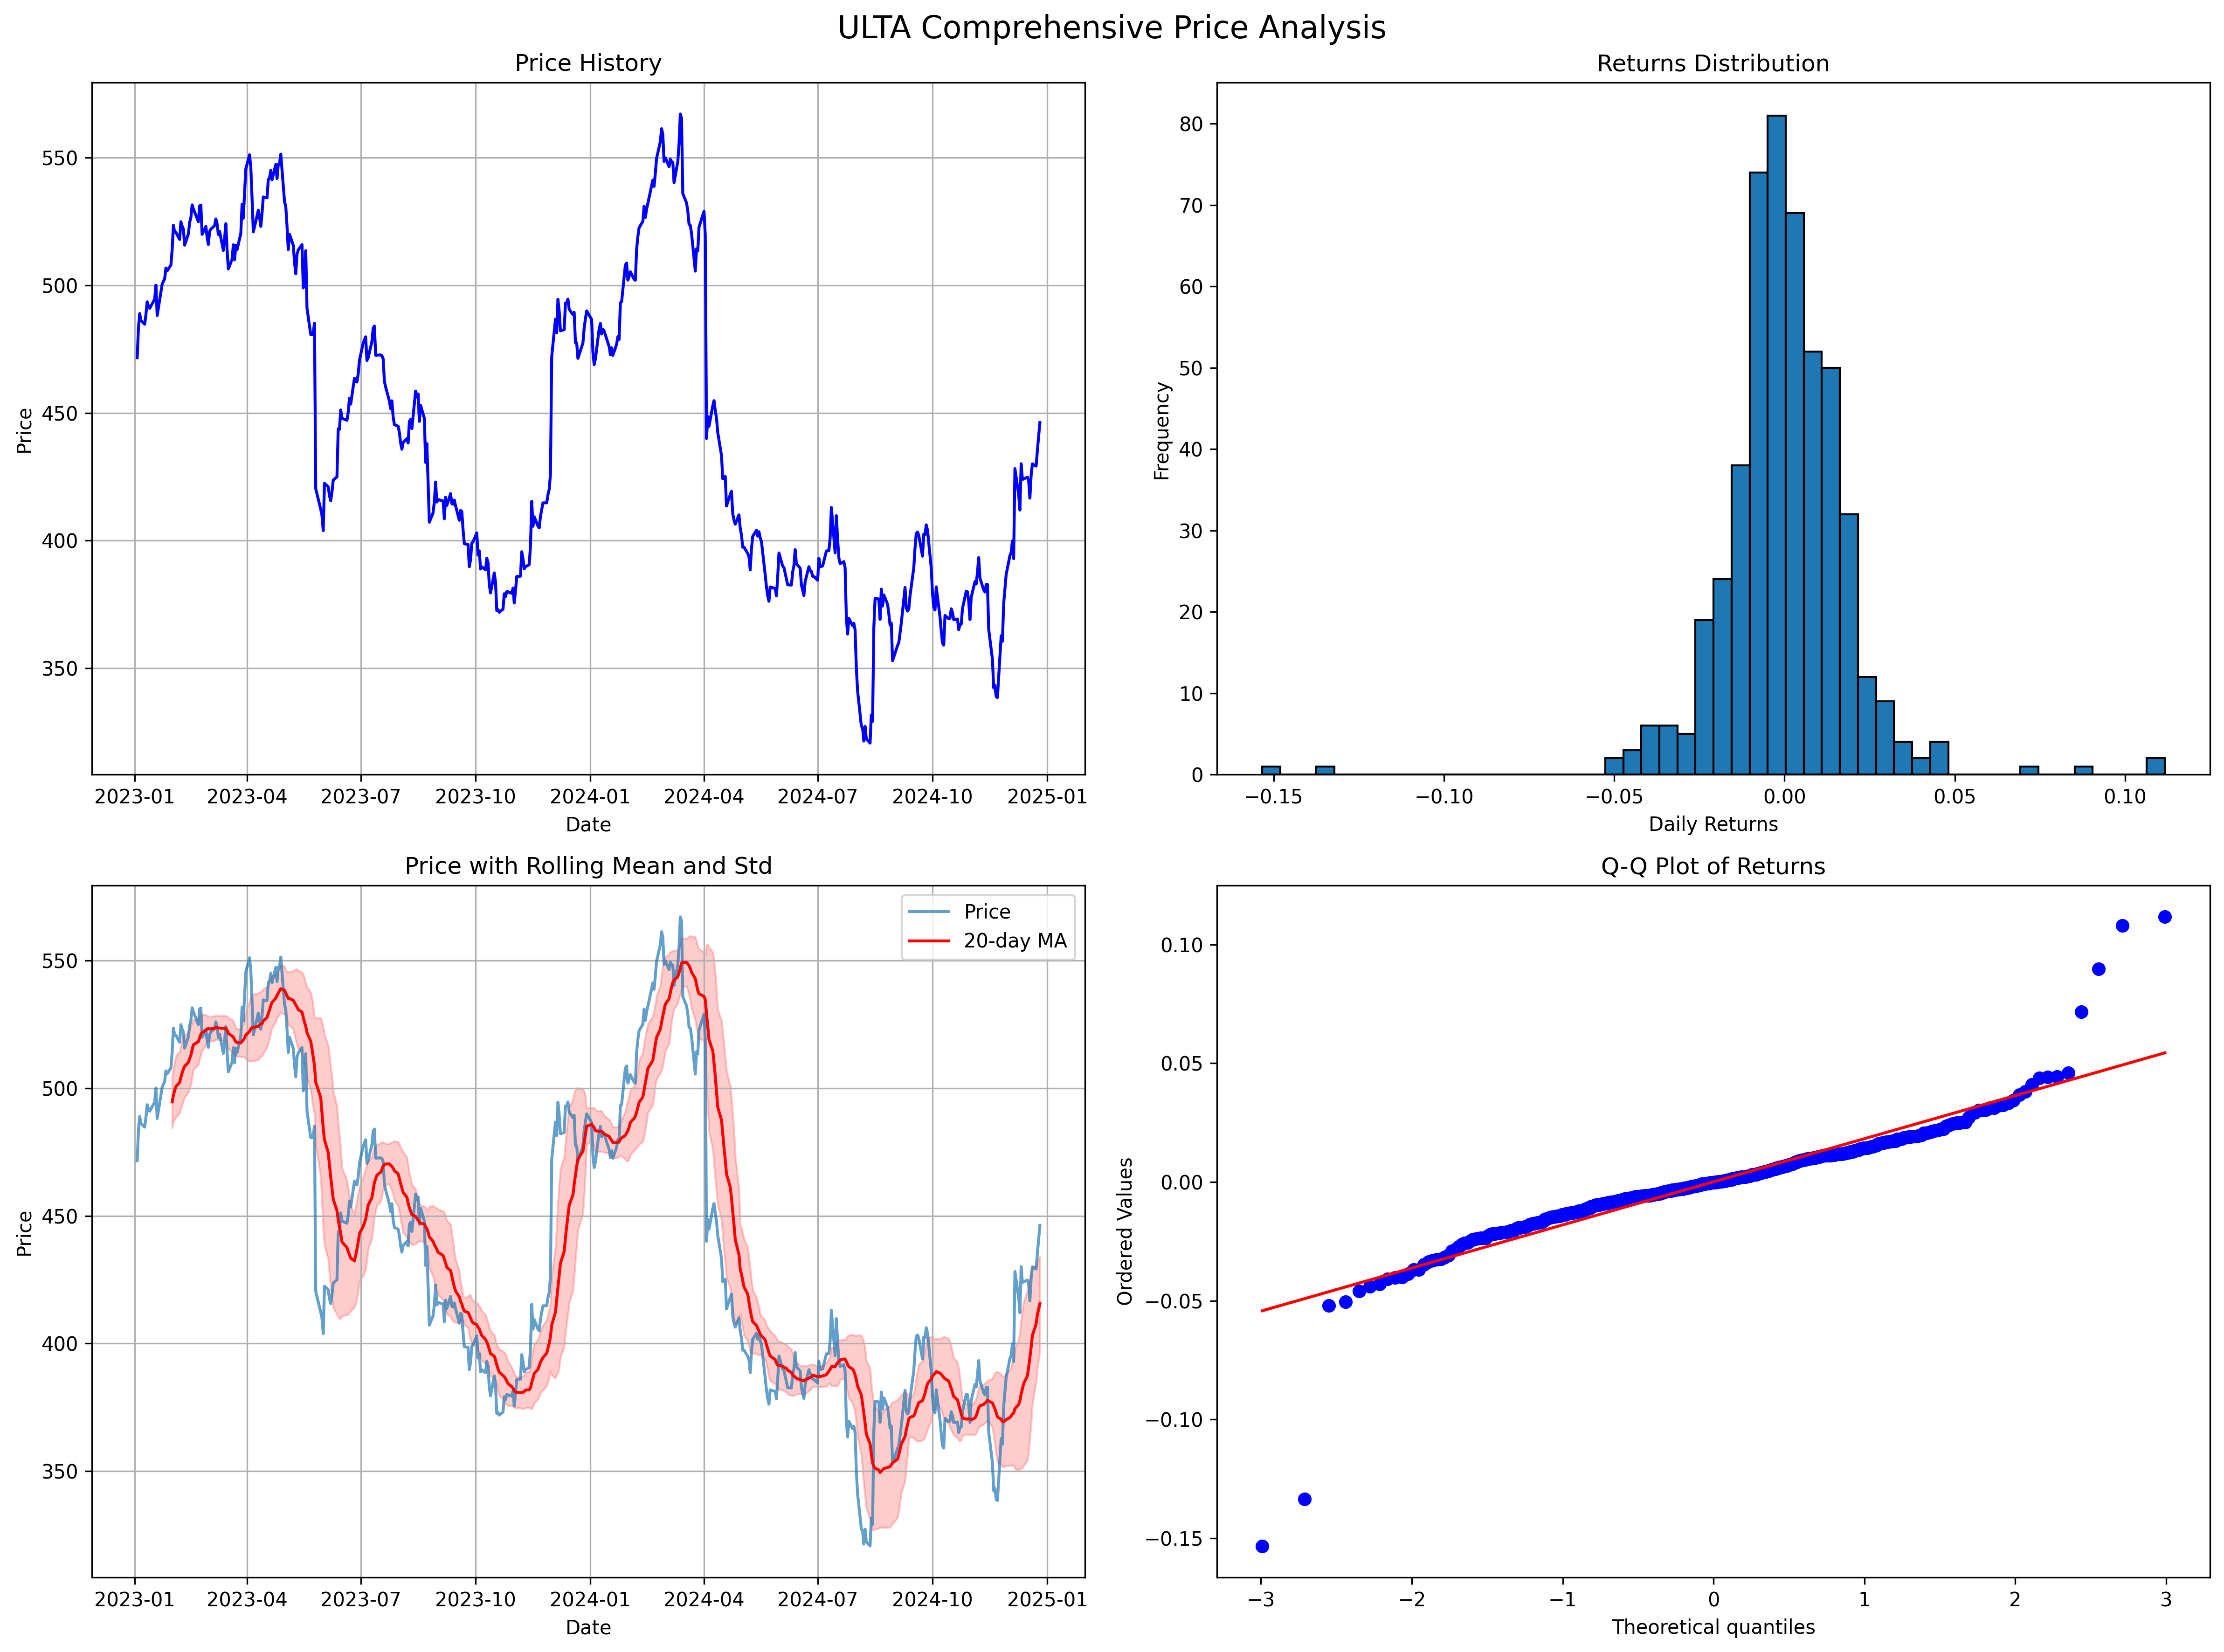 ULTA Comprehensive Price Analysis
Price History
550
500
450
400
350
Price
2023-01 2023-04 2023-07 2023-10 2024-01 2024-04 2024-07 2024-10 2025-01
Date
Returns Distribution
80
70
60
50
40
30
20
10
0
Frequency
−0.15 −0.10 −0.05 0.00 0.05 0.10
Daily Returns
Price with Rolling Mean and Std
Price
20-day MA
550
500
450
400
350
Price
2023-01 2023-04 2023-07 2023-10 2024-01 2024-04 2024-07 2024-10 2025-01
Date
Q-Q Plot of Returns
0.10
0.05
0.00
−0.05
−0.10
−0.15
Ordered Values
−3 −2 −1 0 1 2 3
Theoretical quantiles